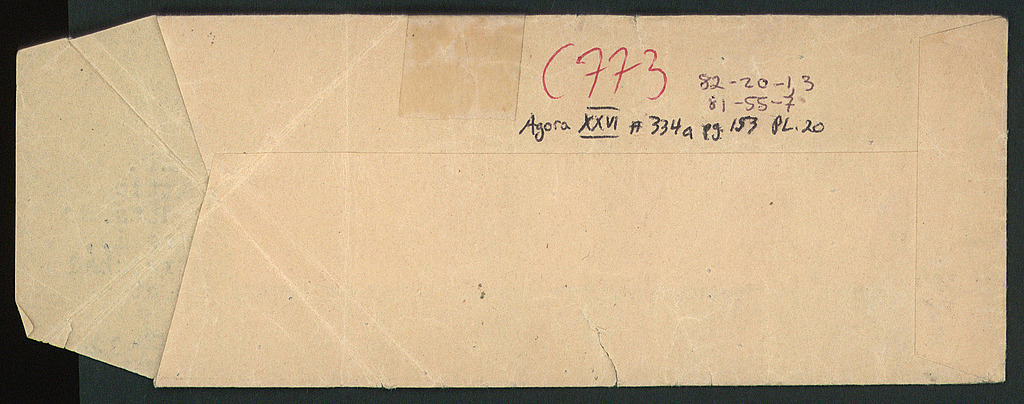 C773
82-20-1,3
81-55-7
Agora XXVI # 334a pg. 153 PL. 20